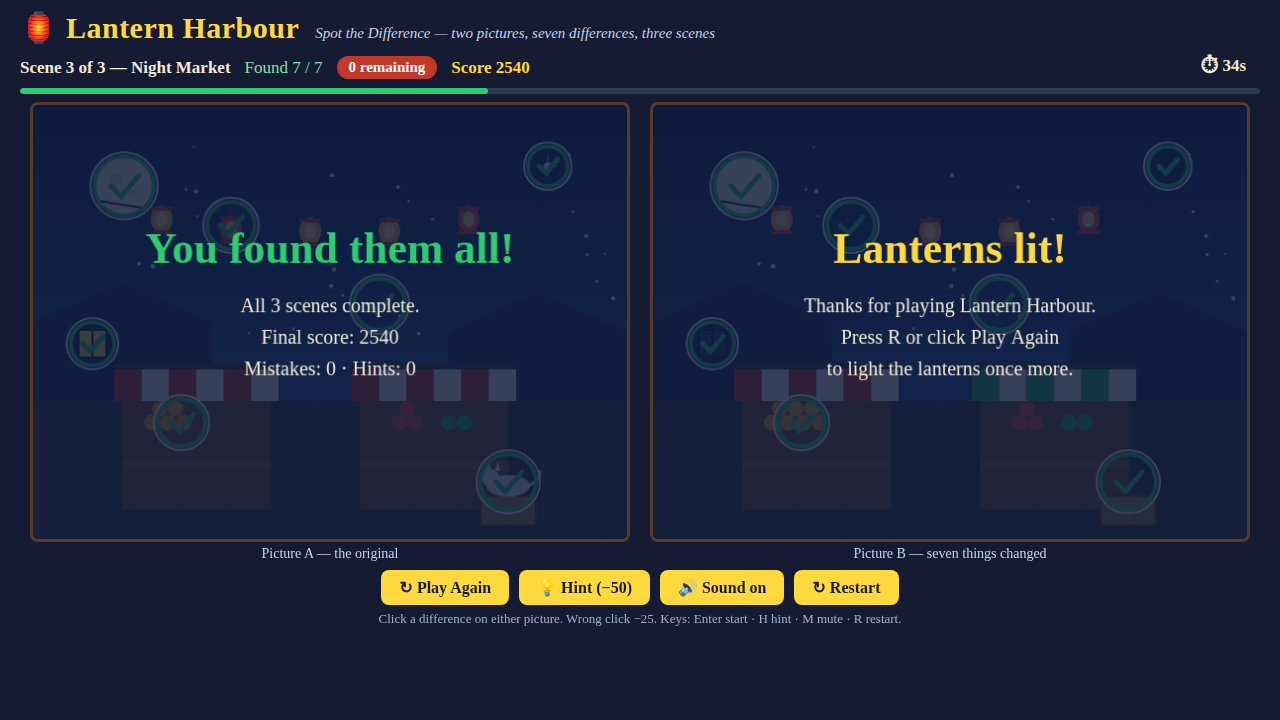 Lantern Harbour Spot the Difference — two pictures, seven differences, three scenes
Scene 3 of 3 — Night Market Found 7 / 7 0 remaining Score 2540 ⏱ 34s
You found them all!
All 3 scenes complete.
Final score: 2540
Mistakes: 0 · Hints: 0
Lanterns lit!
Thanks for playing Lantern Harbour.
Press R or click Play Again
to light the lanterns once more.
Picture A — the original
Picture B — seven things changed
↻ Play Again 💡 Hint (−50) 🔊 Sound on ↻ Restart
Click a difference on either picture. Wrong click −25. Keys: Enter start · H hint · M mute · R restart.